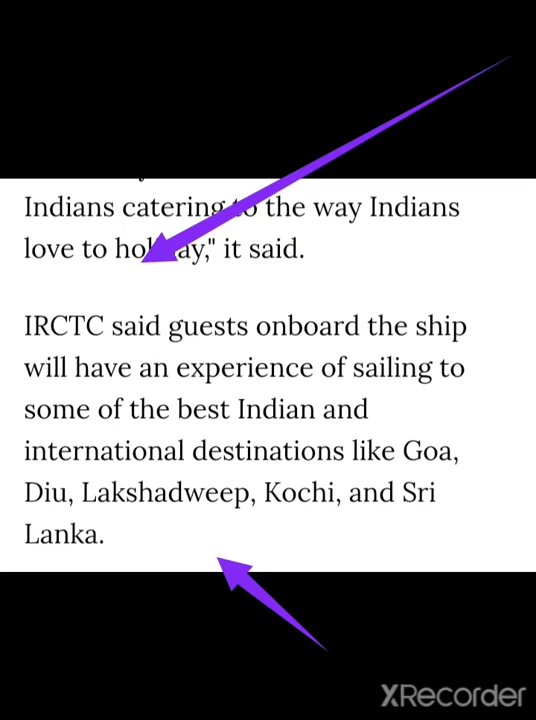 Indians catering to the way Indians
love to holiday," it said.
IRCTC said guests onboard the ship
will have an experience of sailing to
some of the best Indian and
international destinations like Goa,
Diu, Lakshadweep, Kochi, and Sri
Lanka.
XRecorder